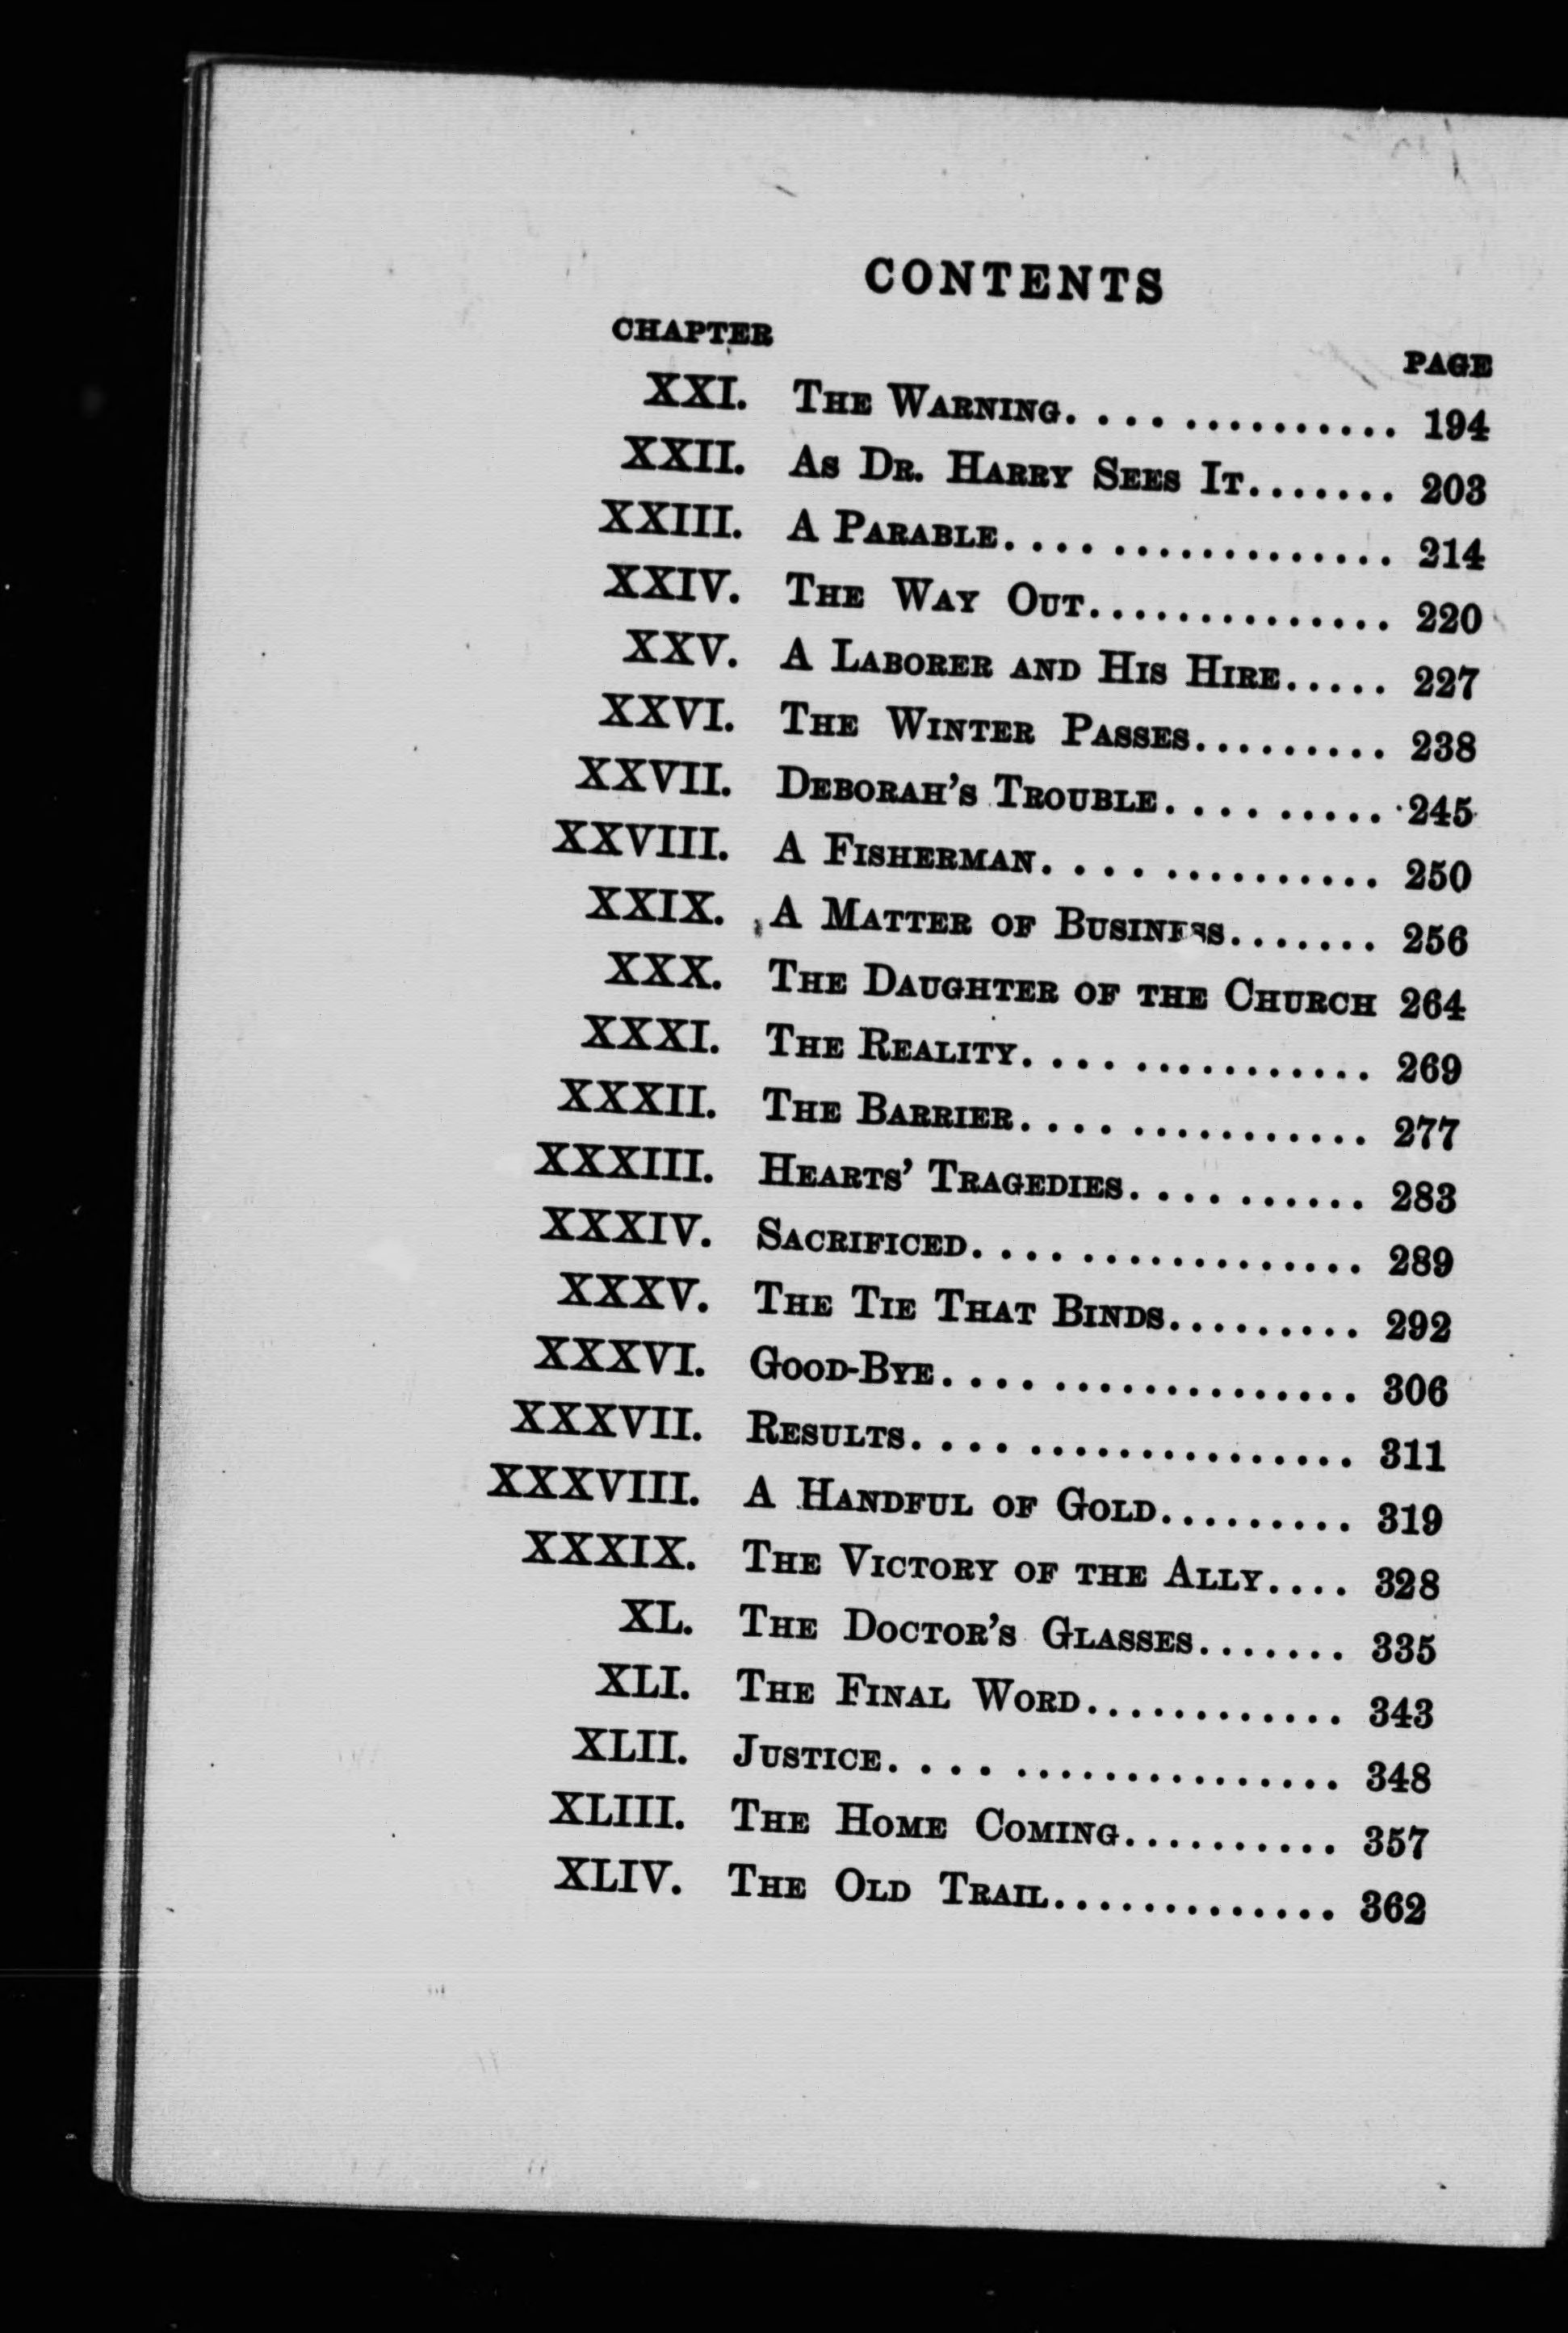 CONTENTS
CHAPTER PAGE
XXI. THE WARNING............... 194
XXII. AS DR. HARRY SEES IT....... 203
XXIII. A PARABLE.................. 214
XXIV. THE WAY OUT.............. 220
XXV. A LABORER AND HIS HIRE..... 227
XXVI. THE WINTER PASSES......... 238
XXVII. DEBORAH'S TROUBLE.......... 245
XXVIII. A FISHERMAN............... 250
XXIX. A MATTER OF BUSINESS....... 256
XXX. THE DAUGHTER OF THE CHURCH 264
XXXI. THE REALITY............... 269
XXXII. THE BARRIER............... 277
XXXIII. HEARTS' TRAGEDIES.......... 283
XXXIV. SACRIFICED.................. 289
XXXV. THE TIE THAT BINDS......... 292
XXXVI. GOOD-BYE................... 306
XXXVII. RESULTS.................... 311
XXXVIII. A HANDFUL OF GOLD......... 319
XXXIX. THE VICTORY OF THE ALLY.... 328
XL. THE DOCTOR'S GLASSES....... 335
XLI. THE FINAL WORD............ 343
XLII. JUSTICE.................... 348
XLIII. THE HOME COMING.......... 357
XLIV. THE OLD TRAIL............. 362